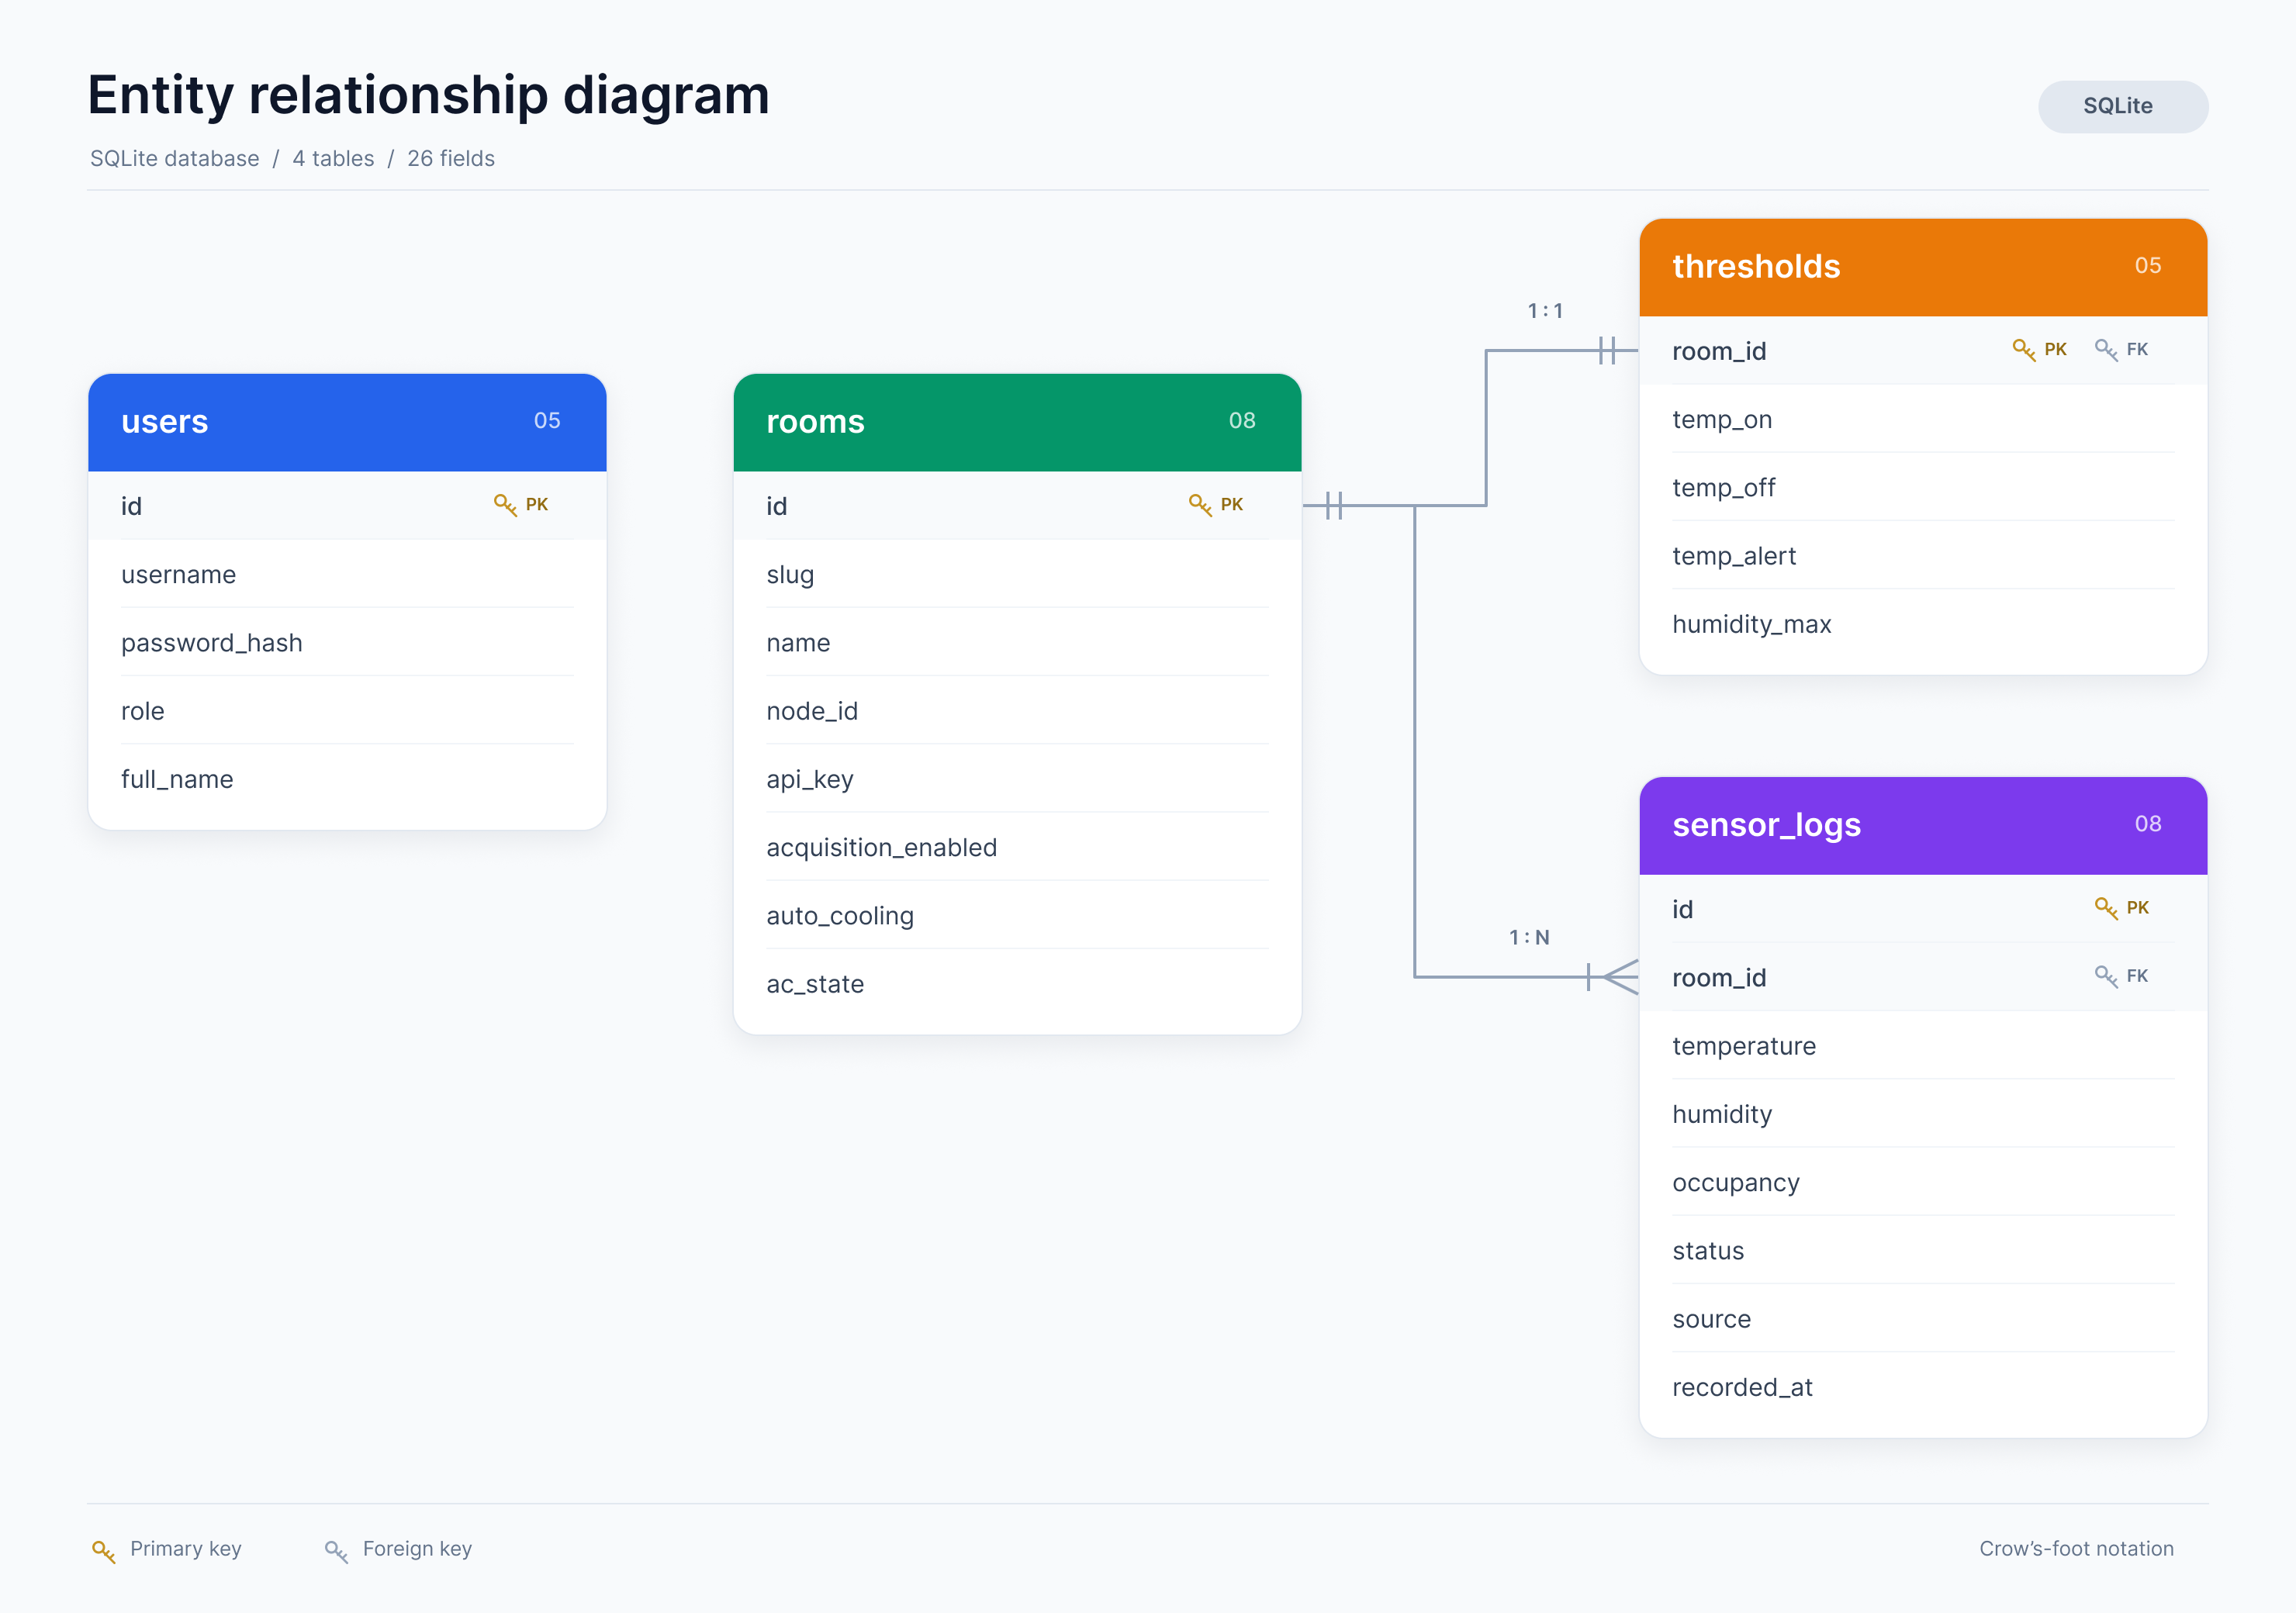 Entity relationship diagram
SQLite
SQLite database / 4 tables / 26 fields
users 05
id PK
username
password_hash
role
full_name
rooms 08
id PK
slug
name
node_id
api_key
acquisition_enabled
auto_cooling
ac_state
1 : 1
1 : N
thresholds 05
room_id PK FK
temp_on
temp_off
temp_alert
humidity_max
sensor_logs 08
id PK
room_id FK
temperature
humidity
occupancy
status
source
recorded_at
Primary key
Foreign key
Crow’s-foot notation